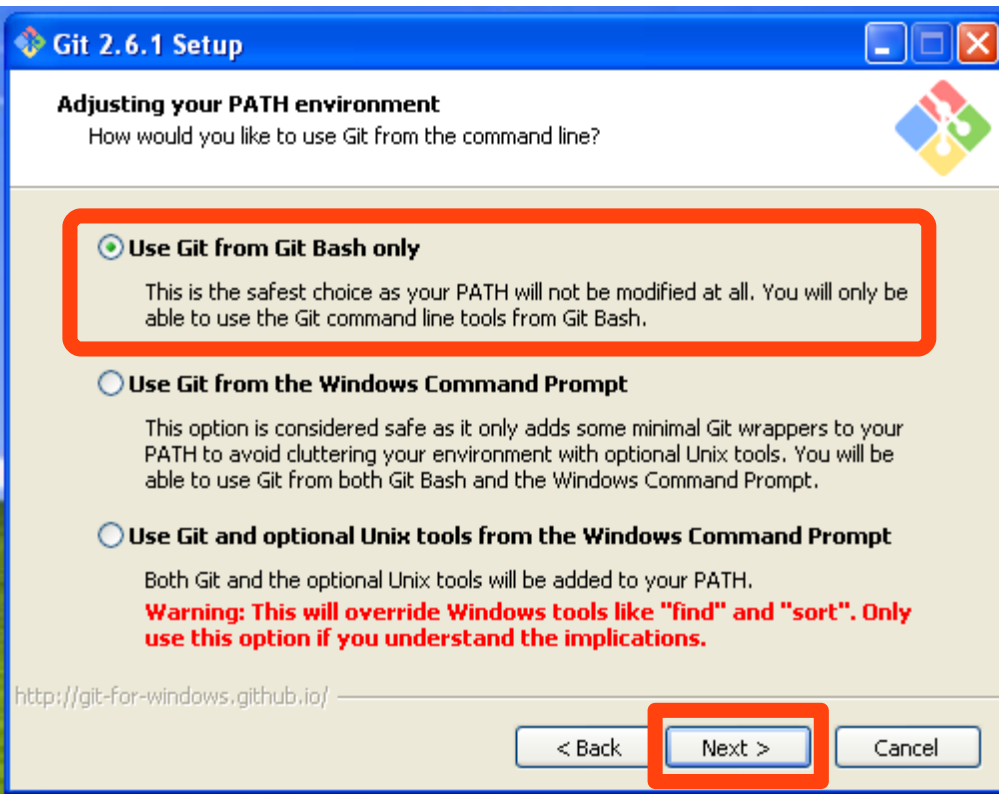 Git 2.6.1 Setup
Adjusting your PATH environment
How would you like to use Git from the command line?
Use Git from Git Bash only
This is the safest choice as your PATH will not be modified at all. You will only be
able to use the Git command line tools from Git Bash.
Use Git from the Windows Command Prompt
This option is considered safe as it only adds some minimal Git wrappers to your
PATH to avoid cluttering your environment with optional Unix tools. You will be
able to use Git from both Git Bash and the Windows Command Prompt.
Use Git and optional Unix tools from the Windows Command Prompt
Both Git and the optional Unix tools will be added to your PATH.
Warning: This will override Windows tools like "find" and "sort". Only
use this option if you understand the implications.
http://git-for-windows.github.io/
< Back Next > Cancel